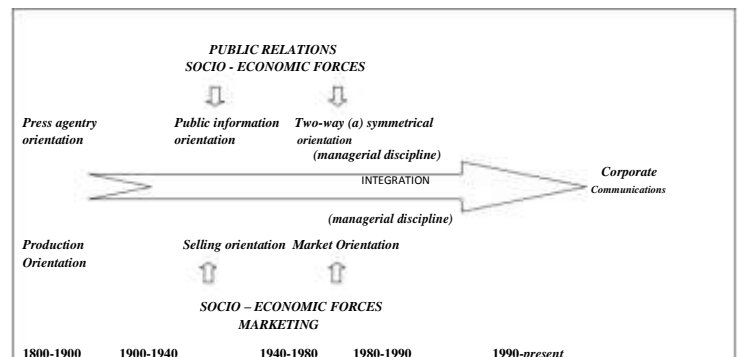 PUBLIC RELATIONS
SOCIO - ECONOMIC FORCES
Press agentry Public information Two-way (a) symmetrical
orientation orientation orientation
(managerial discipline)
INTEGRATION
Corporate
Communications
(managerial discipline)
Production Selling orientation Market Orientation
Orientation
SOCIO – ECONOMIC FORCES
MARKETING
1800-1900 1900-1940 1940-1980 1980-1990 1990-present